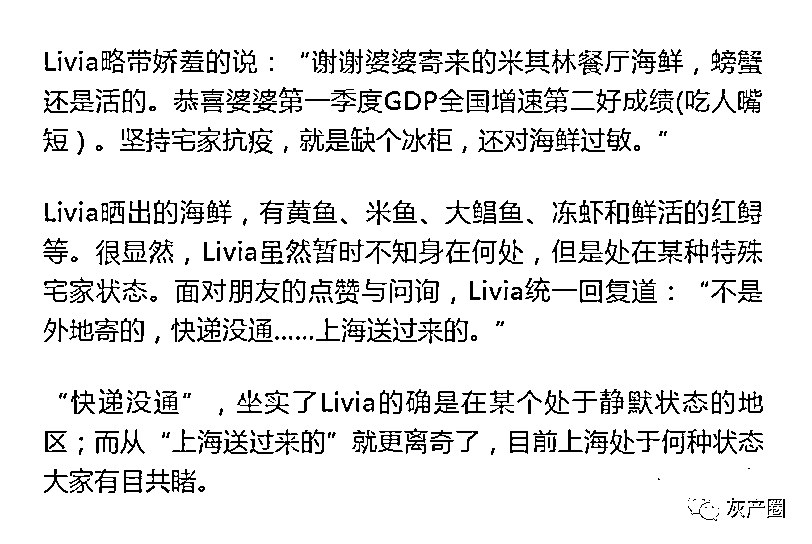 Livia略带娇羞的说：“谢谢婆婆寄来的米其林餐厅海鲜，螃蟹
还是活的。恭喜婆婆第一季度GDP全国增速第二好成绩(吃人嘴
短）。坚持宅家抗疫，就是缺个冰柜，还对海鲜过敏。”
Livia晒出的海鲜，有黄鱼、米鱼、大鲳鱼、冻虾和鲜活的红鲟
等。很显然，Livia虽然暂时不知身在何处，但是处在某种特殊
宅家状态。面对朋友的点赞与问询，Livia统一回复道：“不是
外地寄的，快递没通……上海送过来的。”
“快递没通”，坐实了Livia的确是在某个处于静默状态的地
区；而从“上海送过来的”就更离奇了，目前上海处于何种状态
大家有目共睹。
灰产圈